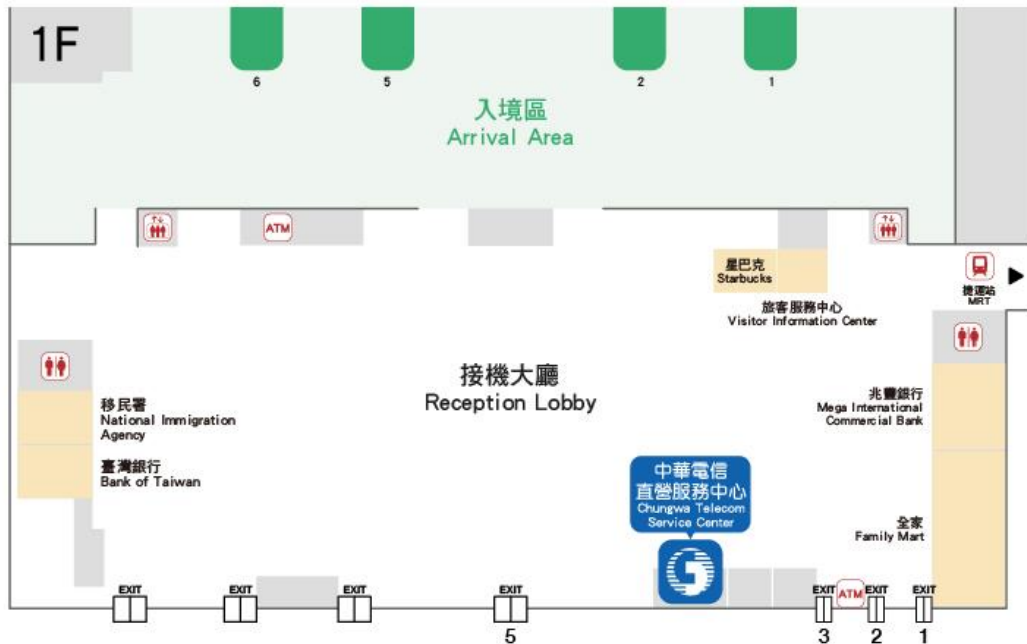 1F
6
5
2
1
入境區
Arrival Area
ATM
星巴克
Starbucks
捷運站
MRT
旅客服務中心
Visitor Information Center
接機大廳
Reception Lobby
移民署
National Immigration
Agency
兆豐銀行
Mega International
Commercial Bank
臺灣銀行
Bank of Taiwan
中華電信
直營服務中心
Chungwa Telecom
Service Center
全家
Family Mart
EXIT
EXIT
EXIT
EXIT
EXIT
ATM
EXIT
EXIT
5
3
2
1